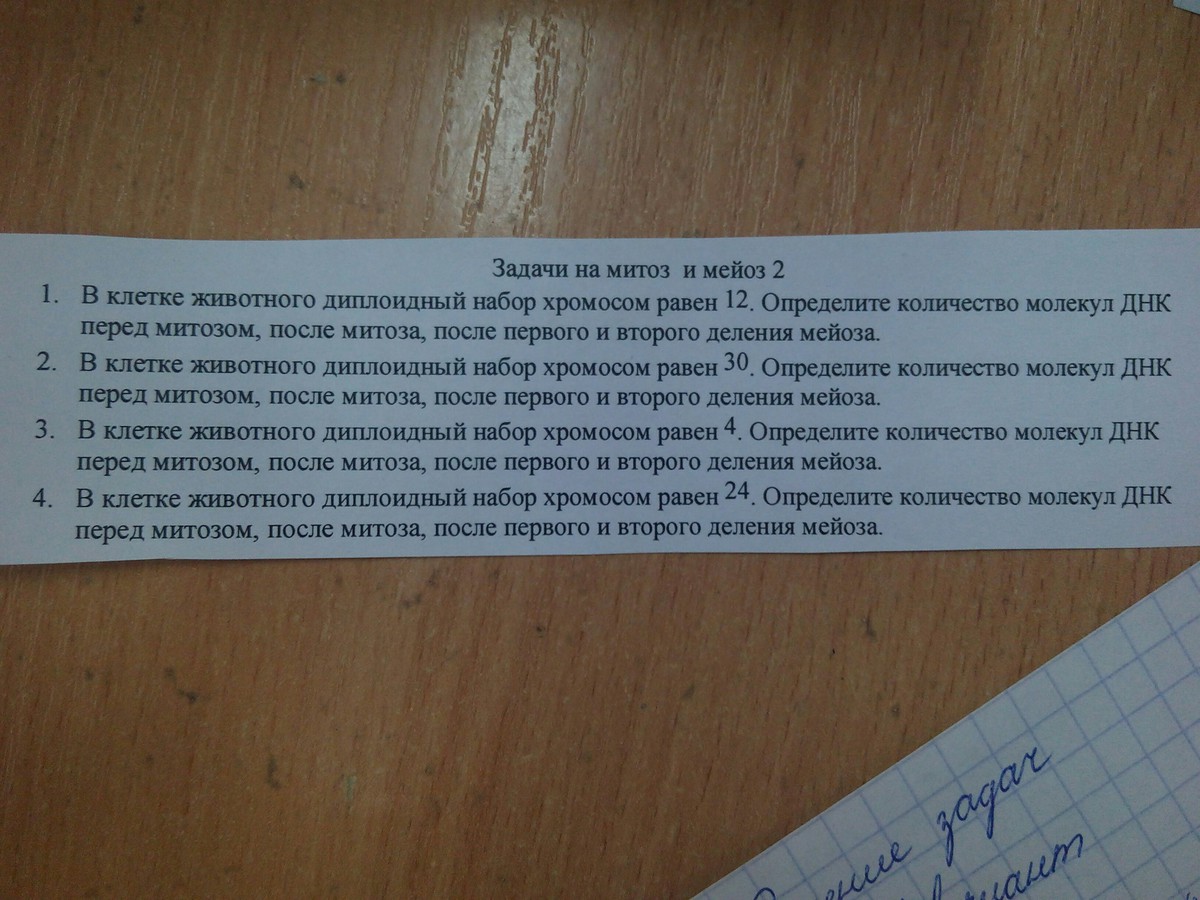 Задачи на митоз и мейоз 2
1. В клетке животного диплоидный набор хромосом равен 12. Определите количество молекул ДНК
перед митозом, после митоза, после первого и второго деления мейоза.
2. В клетке животного диплоидный набор хромосом равен 30. Определите количество молекул ДНК
перед митозом, после митоза, после первого и второго деления мейоза.
3. В клетке животного диплоидный набор хромосом равен 4. Определите количество молекул ДНК
перед митозом, после митоза, после первого и второго деления мейоза.
4. В клетке животного диплоидный набор хромосом равен 24. Определите количество молекул ДНК
перед митозом, после митоза, после первого и второго деления мейоза.
задач